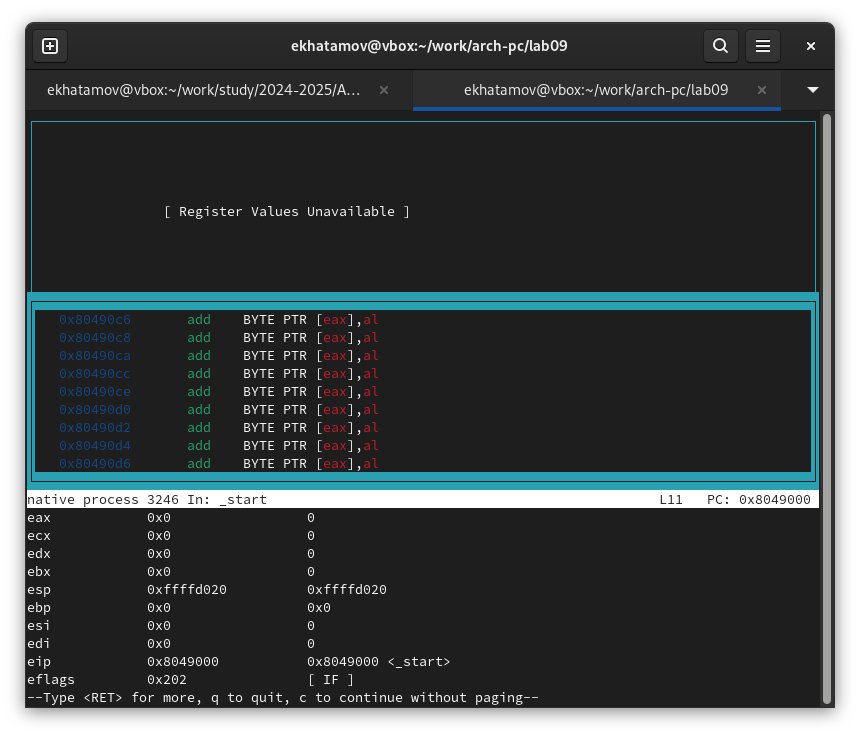 ekhatamov@vbox:~/work/arch-pc/lab09
ekhatamov@vbox:~/work/study/2024-2025/A... ekhatamov@vbox:~/work/arch-pc/lab09
[ Register Values Unavailable ]
0x80490c6 add BYTE PTR [eax],al
0x80490c8 add BYTE PTR [eax],al
0x80490ca add BYTE PTR [eax],al
0x80490cc add BYTE PTR [eax],al
0x80490ce add BYTE PTR [eax],al
0x80490d0 add BYTE PTR [eax],al
0x80490d2 add BYTE PTR [eax],al
0x80490d4 add BYTE PTR [eax],al
0x80490d6 add BYTE PTR [eax],al
native process 3246 In: _start L11 PC: 0x8049000
eax 0x0 0
ecx 0x0 0
edx 0x0 0
ebx 0x0 0
esp 0xffffd020 0xffffd020
ebp 0x0 0x0
esi 0x0 0
edi 0x0 0
eip 0x8049000 0x8049000 <_start>
eflags 0x202 [ IF ]
--Type <RET> for more, q to quit, c to continue without paging--